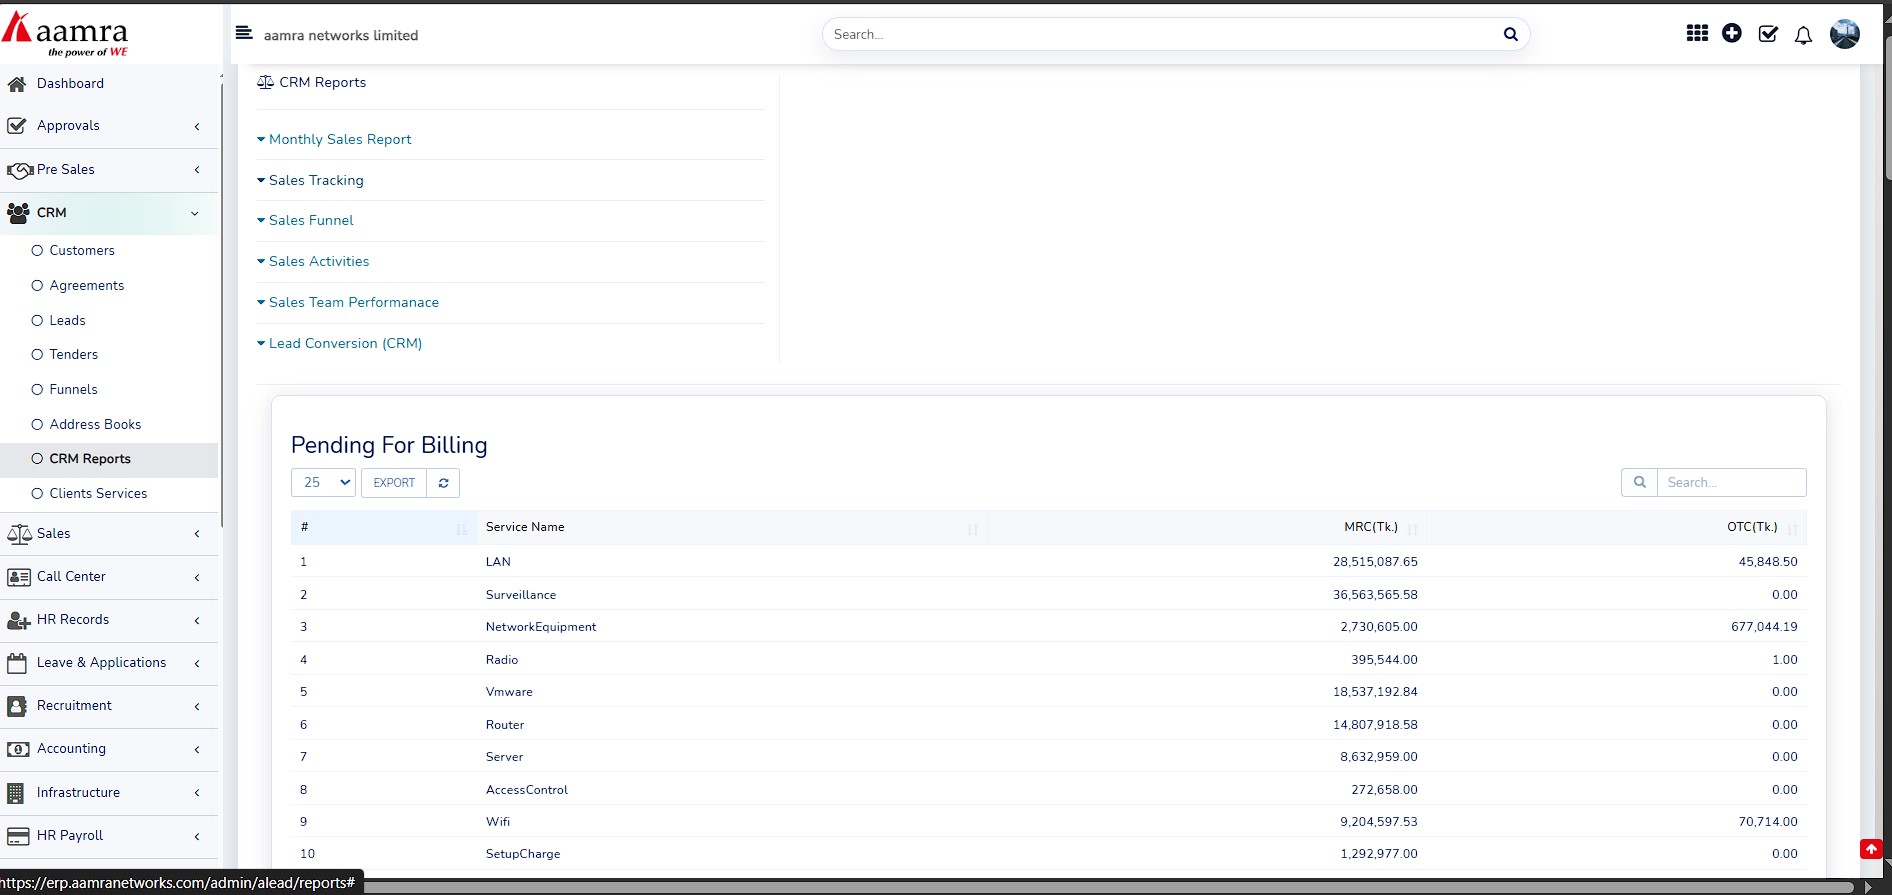 aamra
the power of WE
aamra networks limited
Search...
Dashboard
Approvals
Pre Sales
CRM
Customers
Agreements
Leads
Tenders
Funnels
Address Books
CRM Reports
Clients Services
Sales
Call Center
HR Records
Leave & Applications
Recruitment
Accounting
Infrastructure
HR Payroll
CRM Reports
Monthly Sales Report
Sales Tracking
Sales Funnel
Sales Activities
Sales Team Performanace
Lead Conversion (CRM)
Pending For Billing
25 EXPORT Search...
# Service Name MRC(Tk.) OTC(Tk.)
1 LAN 28,515,087.65 45,848.50
2 Surveillance 36,563,565.58 0.00
3 NetworkEquipment 2,730,605.00 677,044.19
4 Radio 395,544.00 1.00
5 Vmware 18,537,192.84 0.00
6 Router 14,807,918.58 0.00
7 Server 8,632,959.00 0.00
8 AccessControl 272,658.00 0.00
9 Wifi 9,204,597.53 70,714.00
10 SetupCharge 1,292,977.00 0.00
https://erp.aamranetworks.com/admin/alead/reports#